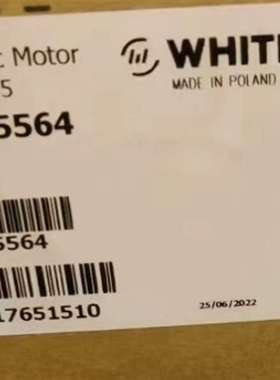 c Motor
5
5564
WHITE
MADE IN POLAND
5564
17651510
25/06/2022